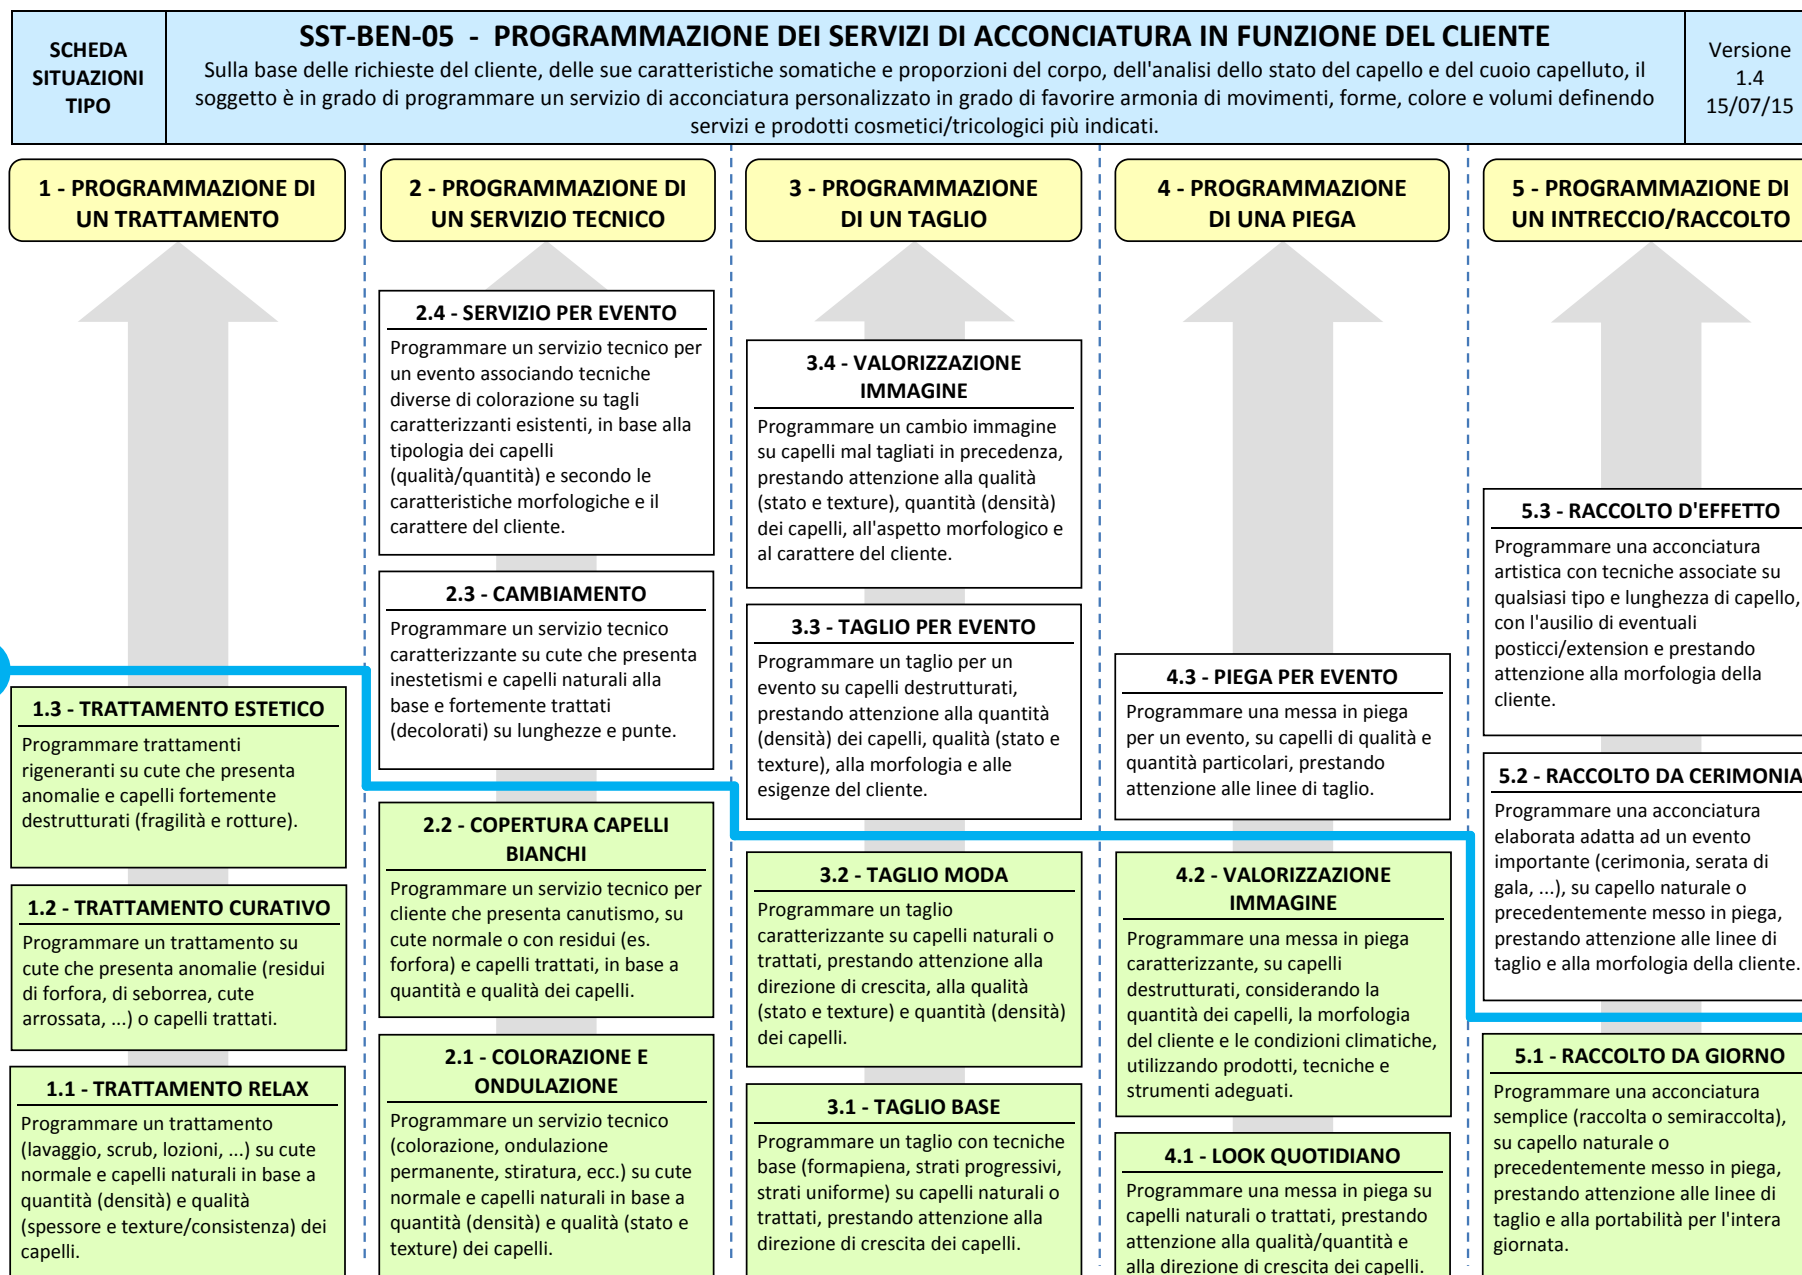 SCHEDA
SITUAZIONI
TIPO
SST-BEN-05 - PROGRAMMAZIONE DEI SERVIZI DI ACCONCIATURA IN FUNZIONE DEL CLIENTE
Sulla base delle richieste del cliente, delle sue caratteristiche somatiche e proporzioni del corpo, dell'analisi dello stato del capello e del cuoio capelluto, il
soggetto è in grado di programmare un servizio di acconciatura personalizzato in grado di favorire armonia di movimenti, forme, colore e volumi definendo
servizi e prodotti cosmetici/tricologici più indicati.
Versione
1.4
15/07/15
1 - PROGRAMMAZIONE DI
UN TRATTAMENTO
1.3 - TRATTAMENTO ESTETICO
Programmare trattamenti
rigeneranti su cute che presenta
anomalie e capelli fortemente
destrutturati (fragilità e rotture).
1.2 - TRATTAMENTO CURATIVO
Programmare un trattamento su
cute che presenta anomalie (residui
di forfora, di seborrea, cute
arrossata, ...) o capelli trattati.
1.1 - TRATTAMENTO RELAX
Programmare un trattamento
(lavaggio, scrub, lozioni, ...) su cute
normale e capelli naturali in base a
quantità (densità) e qualità
(spessore e texture/consistenza) dei
capelli.
2 - PROGRAMMAZIONE DI
UN SERVIZIO TECNICO
2.4 - SERVIZIO PER EVENTO
Programmare un servizio tecnico per
un evento associando tecniche
diverse di colorazione su tagli
caratterizzanti esistenti, in base alla
tipologia dei capelli
(qualità/quantità) e secondo le
caratteristiche morfologiche e il
carattere del cliente.
2.3 - CAMBIAMENTO
Programmare un servizio tecnico
caratterizzante su cute che presenta
inestetismi e capelli naturali alla
base e fortemente trattati
(decolorati) su lunghezze e punte.
2.2 - COPERTURA CAPELLI
BIANCHI
Programmare un servizio tecnico per
cliente che presenta canutismo, su
cute normale o con residui (es.
forfora) e capelli trattati, in base a
quantità e qualità dei capelli.
2.1 - COLORAZIONE E
ONDULAZIONE
Programmare un servizio tecnico
(colorazione, ondulazione
permanente, stiratura, ecc.) su cute
normale e capelli naturali in base a
quantità (densità) e qualità (stato e
texture) dei capelli.
3 - PROGRAMMAZIONE
DI UN TAGLIO
3.4 - VALORIZZAZIONE
IMMAGINE
Programmare un cambio immagine
su capelli mal tagliati in precedenza,
prestando attenzione alla qualità
(stato e texture), quantità (densità)
dei capelli, all'aspetto morfologico e
al carattere del cliente.
3.3 - TAGLIO PER EVENTO
Programmare un taglio per un
evento su capelli destrutturati,
prestando attenzione alla quantità
(densità) dei capelli, qualità (stato e
texture), alla morfologia e alle
esigenze del cliente.
3.2 - TAGLIO MODA
Programmare un taglio
caratterizzante su capelli naturali o
trattati, prestando attenzione alla
direzione di crescita, alla qualità
(stato e texture) e quantità (densità)
dei capelli.
3.1 - TAGLIO BASE
Programmare un taglio con tecniche
base (formapiena, strati progressivi,
strati uniforme) su capelli naturali o
trattati, prestando attenzione alla
direzione di crescita dei capelli.
4 - PROGRAMMAZIONE
DI UNA PIEGA
4.3 - PIEGA PER EVENTO
Programmare una messa in piega
per un evento, su capelli di qualità e
quantità particolari, prestando
attenzione alle linee di taglio.
4.2 - VALORIZZAZIONE
IMMAGINE
Programmare una messa in piega
caratterizzante, su capelli
destrutturati, considerando la
quantità dei capelli, la morfologia
del cliente e le condizioni climatiche,
utilizzando prodotti, tecniche e
strumenti adeguati.
4.1 - LOOK QUOTIDIANO
Programmare una messa in piega su
capelli naturali o trattati, prestando
attenzione alla qualità/quantità e
alla direzione di crescita dei capelli.
5 - PROGRAMMAZIONE DI
UN INTRECCIO/RACCOLTO
5.3 - RACCOLTO D'EFFETTO
Programmare una acconciatura
artistica con tecniche associate su
qualsiasi tipo e lunghezza di capello,
con l'ausilio di eventuali
posticci/extension e prestando
attenzione alla morfologia della
cliente.
5.2 - RACCOLTO DA CERIMONIA
Programmare una acconciatura
elaborata adatta ad un evento
importante (cerimonia, serata di
gala, ...), su capello naturale o
precedentemente messo in piega,
prestando attenzione alle linee di
taglio e alla morfologia della cliente.
5.1 - RACCOLTO DA GIORNO
Programmare una acconciatura
semplice (raccolta o semiraccolta),
su capello naturale o
precedentemente messo in piega,
prestando attenzione alle linee di
taglio e alla portabilità per l'intera
giornata.